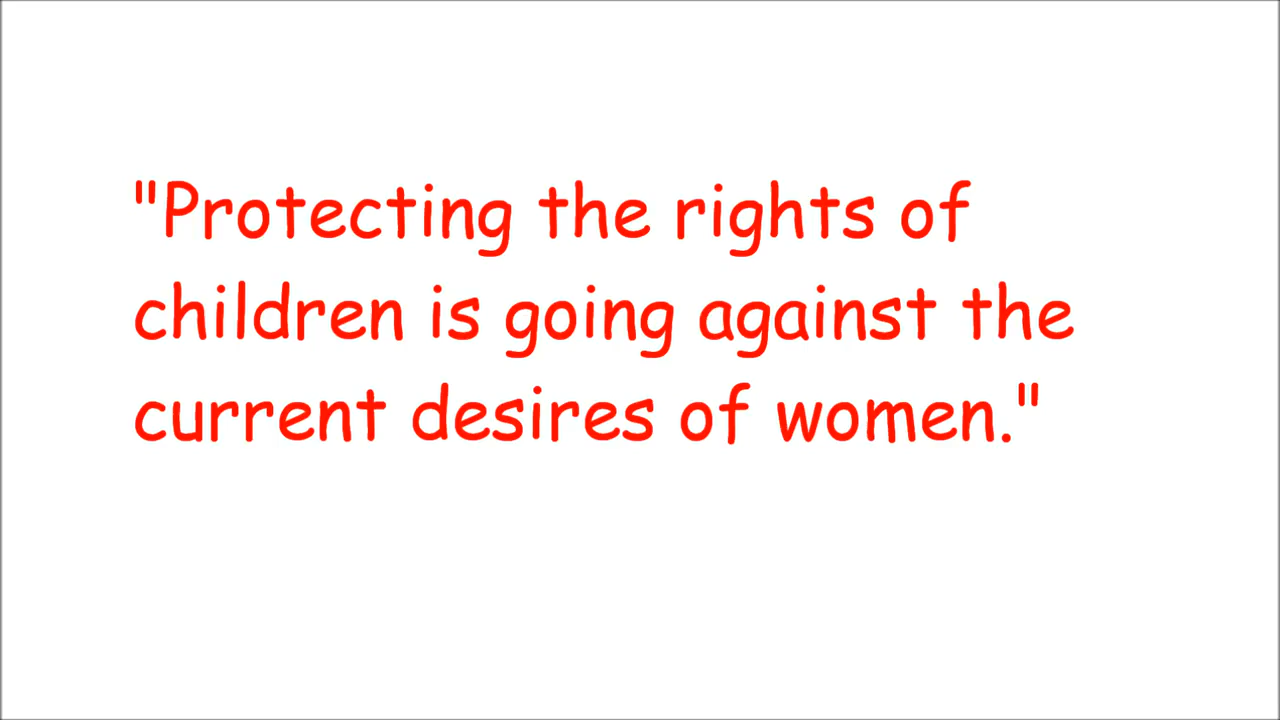 "Protecting the rights of
children is going against the
current desires of women."